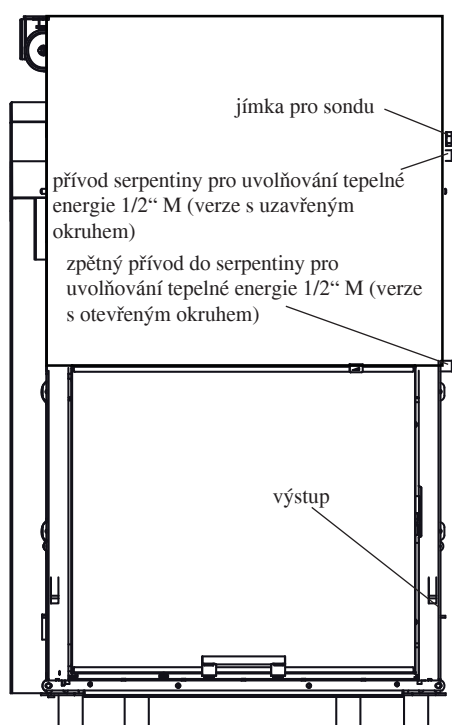 jímka pro sondu
přívod serpentiny pro uvolňování tepelné
energie 1/2“ M (verze s uzavřeným
okruhem)
zpětný přívod do serpentiny pro
uvolňování tepelné energie 1/2“ M (verze
s otevřeným okruhem)
výstup